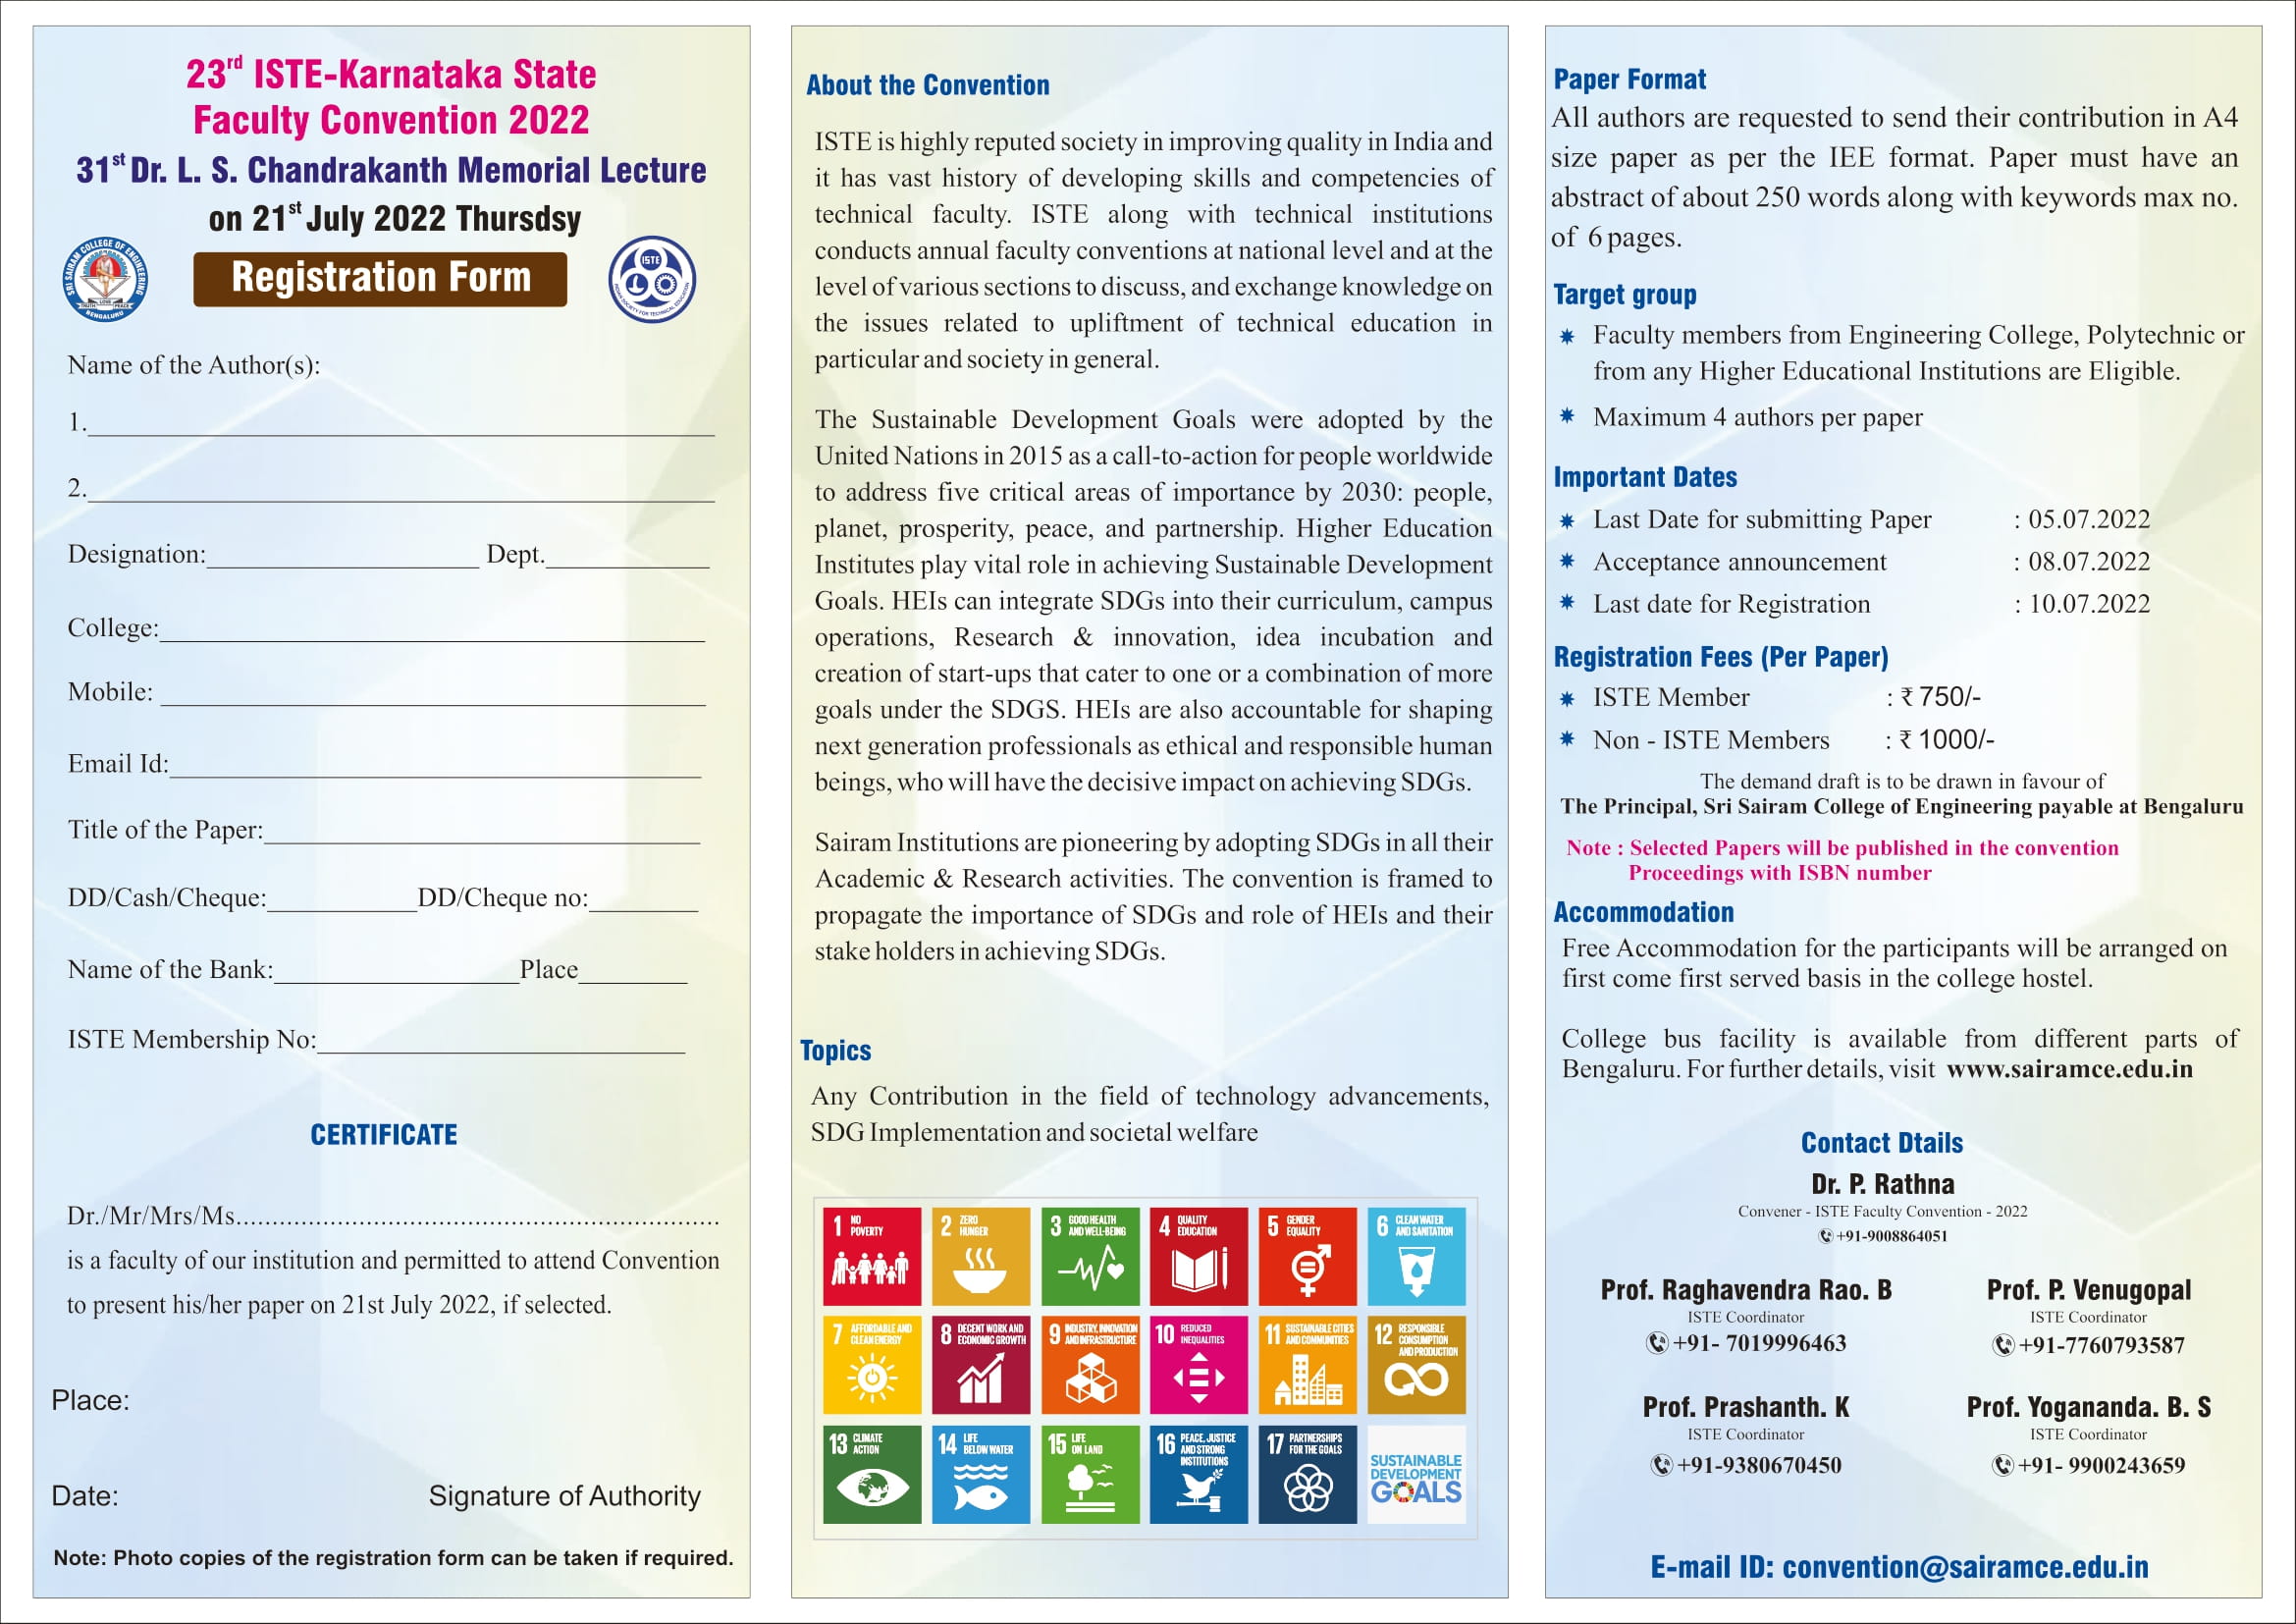 23rd ISTE-Karnataka State
Faculty Convention 2022
31st Dr. L. S. Chandrakanth Memorial Lecture
on 21st July 2022 Thursdsy
SRI SAIRAM COLLEGE OF ENGINEERING
BENGALURU
Registration Form
ISTE
INDIAN SOCIETY FOR TECHNICAL EDUCATION
Name of the Author(s):
1.
2.
Designation: Dept.
College:
Mobile:
Email Id:
Title of the Paper:
DD/Cash/Cheque: DD/Cheque no:
Name of the Bank: Place
ISTE Membership No:
CERTIFICATE
Dr./Mr/Mrs/Ms...................................................................
is a faculty of our institution and permitted to attend Convention
to present his/her paper on 21st July 2022, if selected.
Place:
Date: Signature of Authority
Note: Photo copies of the registration form can be taken if required.
About the Convention
ISTE is highly reputed society in improving quality in India and
it has vast history of developing skills and competencies of
technical faculty. ISTE along with technical institutions
conducts annual faculty conventions at national level and at the
level of various sections to discuss, and exchange knowledge on
the issues related to upliftment of technical education in
particular and society in general.
The Sustainable Development Goals were adopted by the
United Nations in 2015 as a call-to-action for people worldwide
to address five critical areas of importance by 2030: people,
planet, prosperity, peace, and partnership. Higher Education
Institutes play vital role in achieving Sustainable Development
Goals. HEIs can integrate SDGs into their curriculum, campus
operations, Research & innovation, idea incubation and
creation of start-ups that cater to one or a combination of more
goals under the SDGS. HEIs are also accountable for shaping
next generation professionals as ethical and responsible human
beings, who will have the decisive impact on achieving SDGs.
Sairam Institutions are pioneering by adopting SDGs in all their
Academic & Research activities. The convention is framed to
propagate the importance of SDGs and role of HEIs and their
stake holders in achieving SDGs.
Topics
Any Contribution in the field of technology advancements,
SDG Implementation and societal welfare
1 NO
POVERTY
2 ZERO
HUNGER
3 GOOD HEALTH
AND WELL-BEING
4 QUALITY
EDUCATION
5 GENDER
EQUALITY
6 CLEAN WATER
AND SANITATION
7 AFFORDABLE AND
CLEAN ENERGY
8 DECENT WORK AND
ECONOMIC GROWTH
9 INDUSTRY, INNOVATION
AND INFRASTRUCTURE
10 REDUCED
INEQUALITIES
11 SUSTAINABLE CITIES
AND COMMUNITIES
12 RESPONSIBLE
CONSUMPTION
AND PRODUCTION
13 CLIMATE
ACTION
14 LIFE
BELOW WATER
15 LIFE
ON LAND
16 PEACE, JUSTICE
AND STRONG
INSTITUTIONS
17 PARTNERSHIPS
FOR THE GOALS
SUSTAINABLE
DEVELOPMENT
GOALS
Paper Format
All authors are requested to send their contribution in A4
size paper as per the IEE format. Paper must have an
abstract of about 250 words along with keywords max no.
of 6 pages.
Target group
Faculty members from Engineering College, Polytechnic or
from any Higher Educational Institutions are Eligible.
Maximum 4 authors per paper
Important Dates
Last Date for submitting Paper : 05.07.2022
Acceptance announcement : 08.07.2022
Last date for Registration : 10.07.2022
Registration Fees (Per Paper)
ISTE Member : ₹ 750/-
Non - ISTE Members : ₹ 1000/-
The demand draft is to be drawn in favour of
The Principal, Sri Sairam College of Engineering payable at Bengaluru
Note : Selected Papers will be published in the convention
Proceedings with ISBN number
Accommodation
Free Accommodation for the participants will be arranged on
first come first served basis in the college hostel.
College bus facility is available from different parts of
Bengaluru. For further details, visit www.sairamce.edu.in
Contact Dtails
Dr. P. Rathna
Convener - ISTE Faculty Convention - 2022
+91-9008864051
Prof. Raghavendra Rao. B
ISTE Coordinator
+91- 7019996463
Prof. P. Venugopal
ISTE Coordinator
+91-7760793587
Prof. Prashanth. K
ISTE Coordinator
+91-9380670450
Prof. Yogananda. B. S
ISTE Coordinator
+91- 9900243659
E-mail ID: convention@sairamce.edu.in